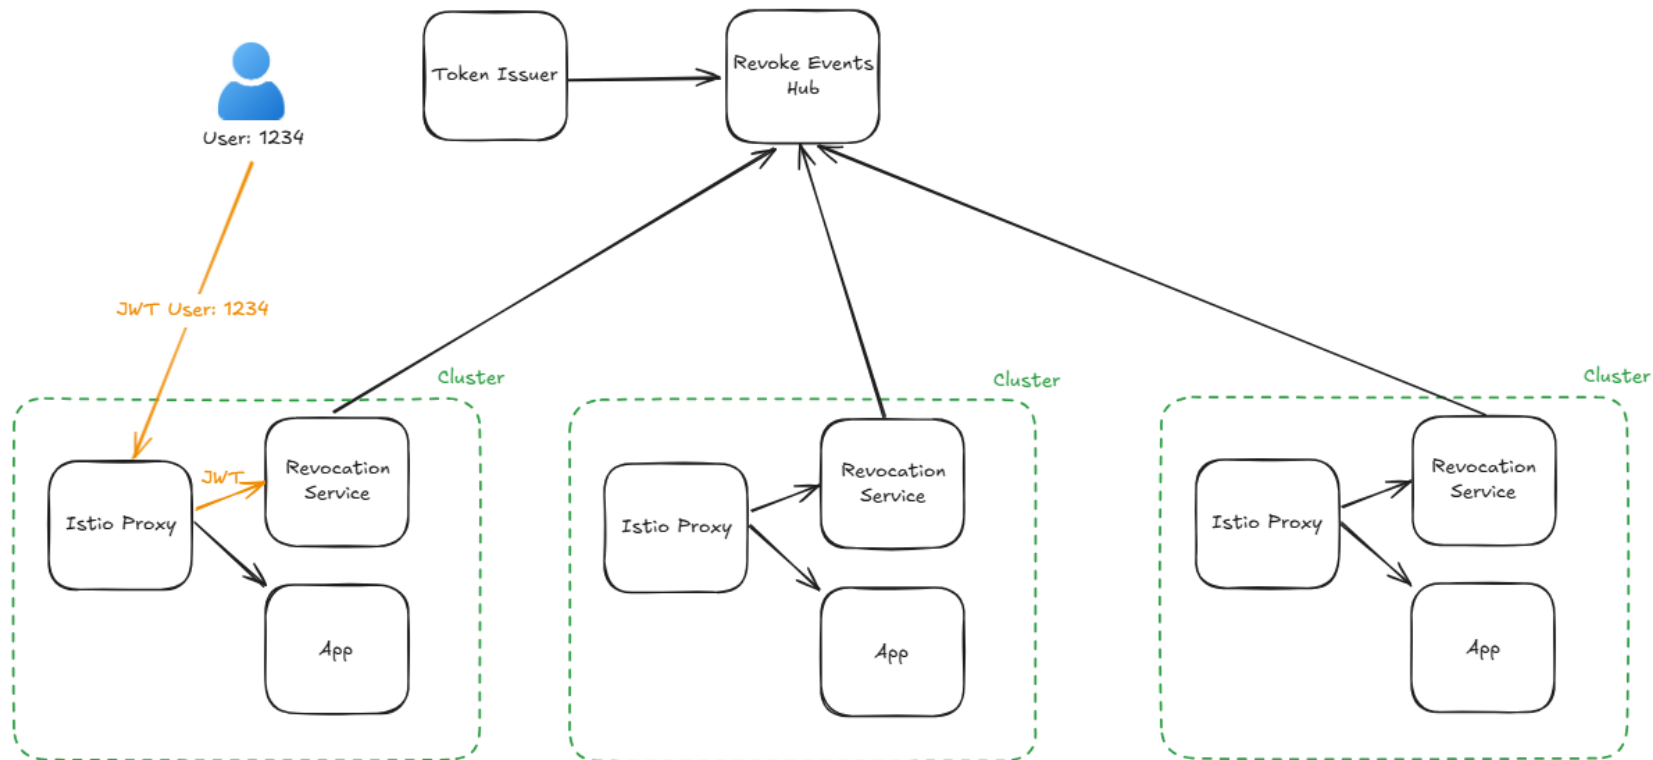 Token Issuer
Revoke Events
Hub
User: 1234
JWT User: 1234
Cluster
Cluster
Cluster
JWT
Revocation
Service
Istio Proxy
App
Revocation
Service
Istio Proxy
App
Revocation
Service
Istio Proxy
App